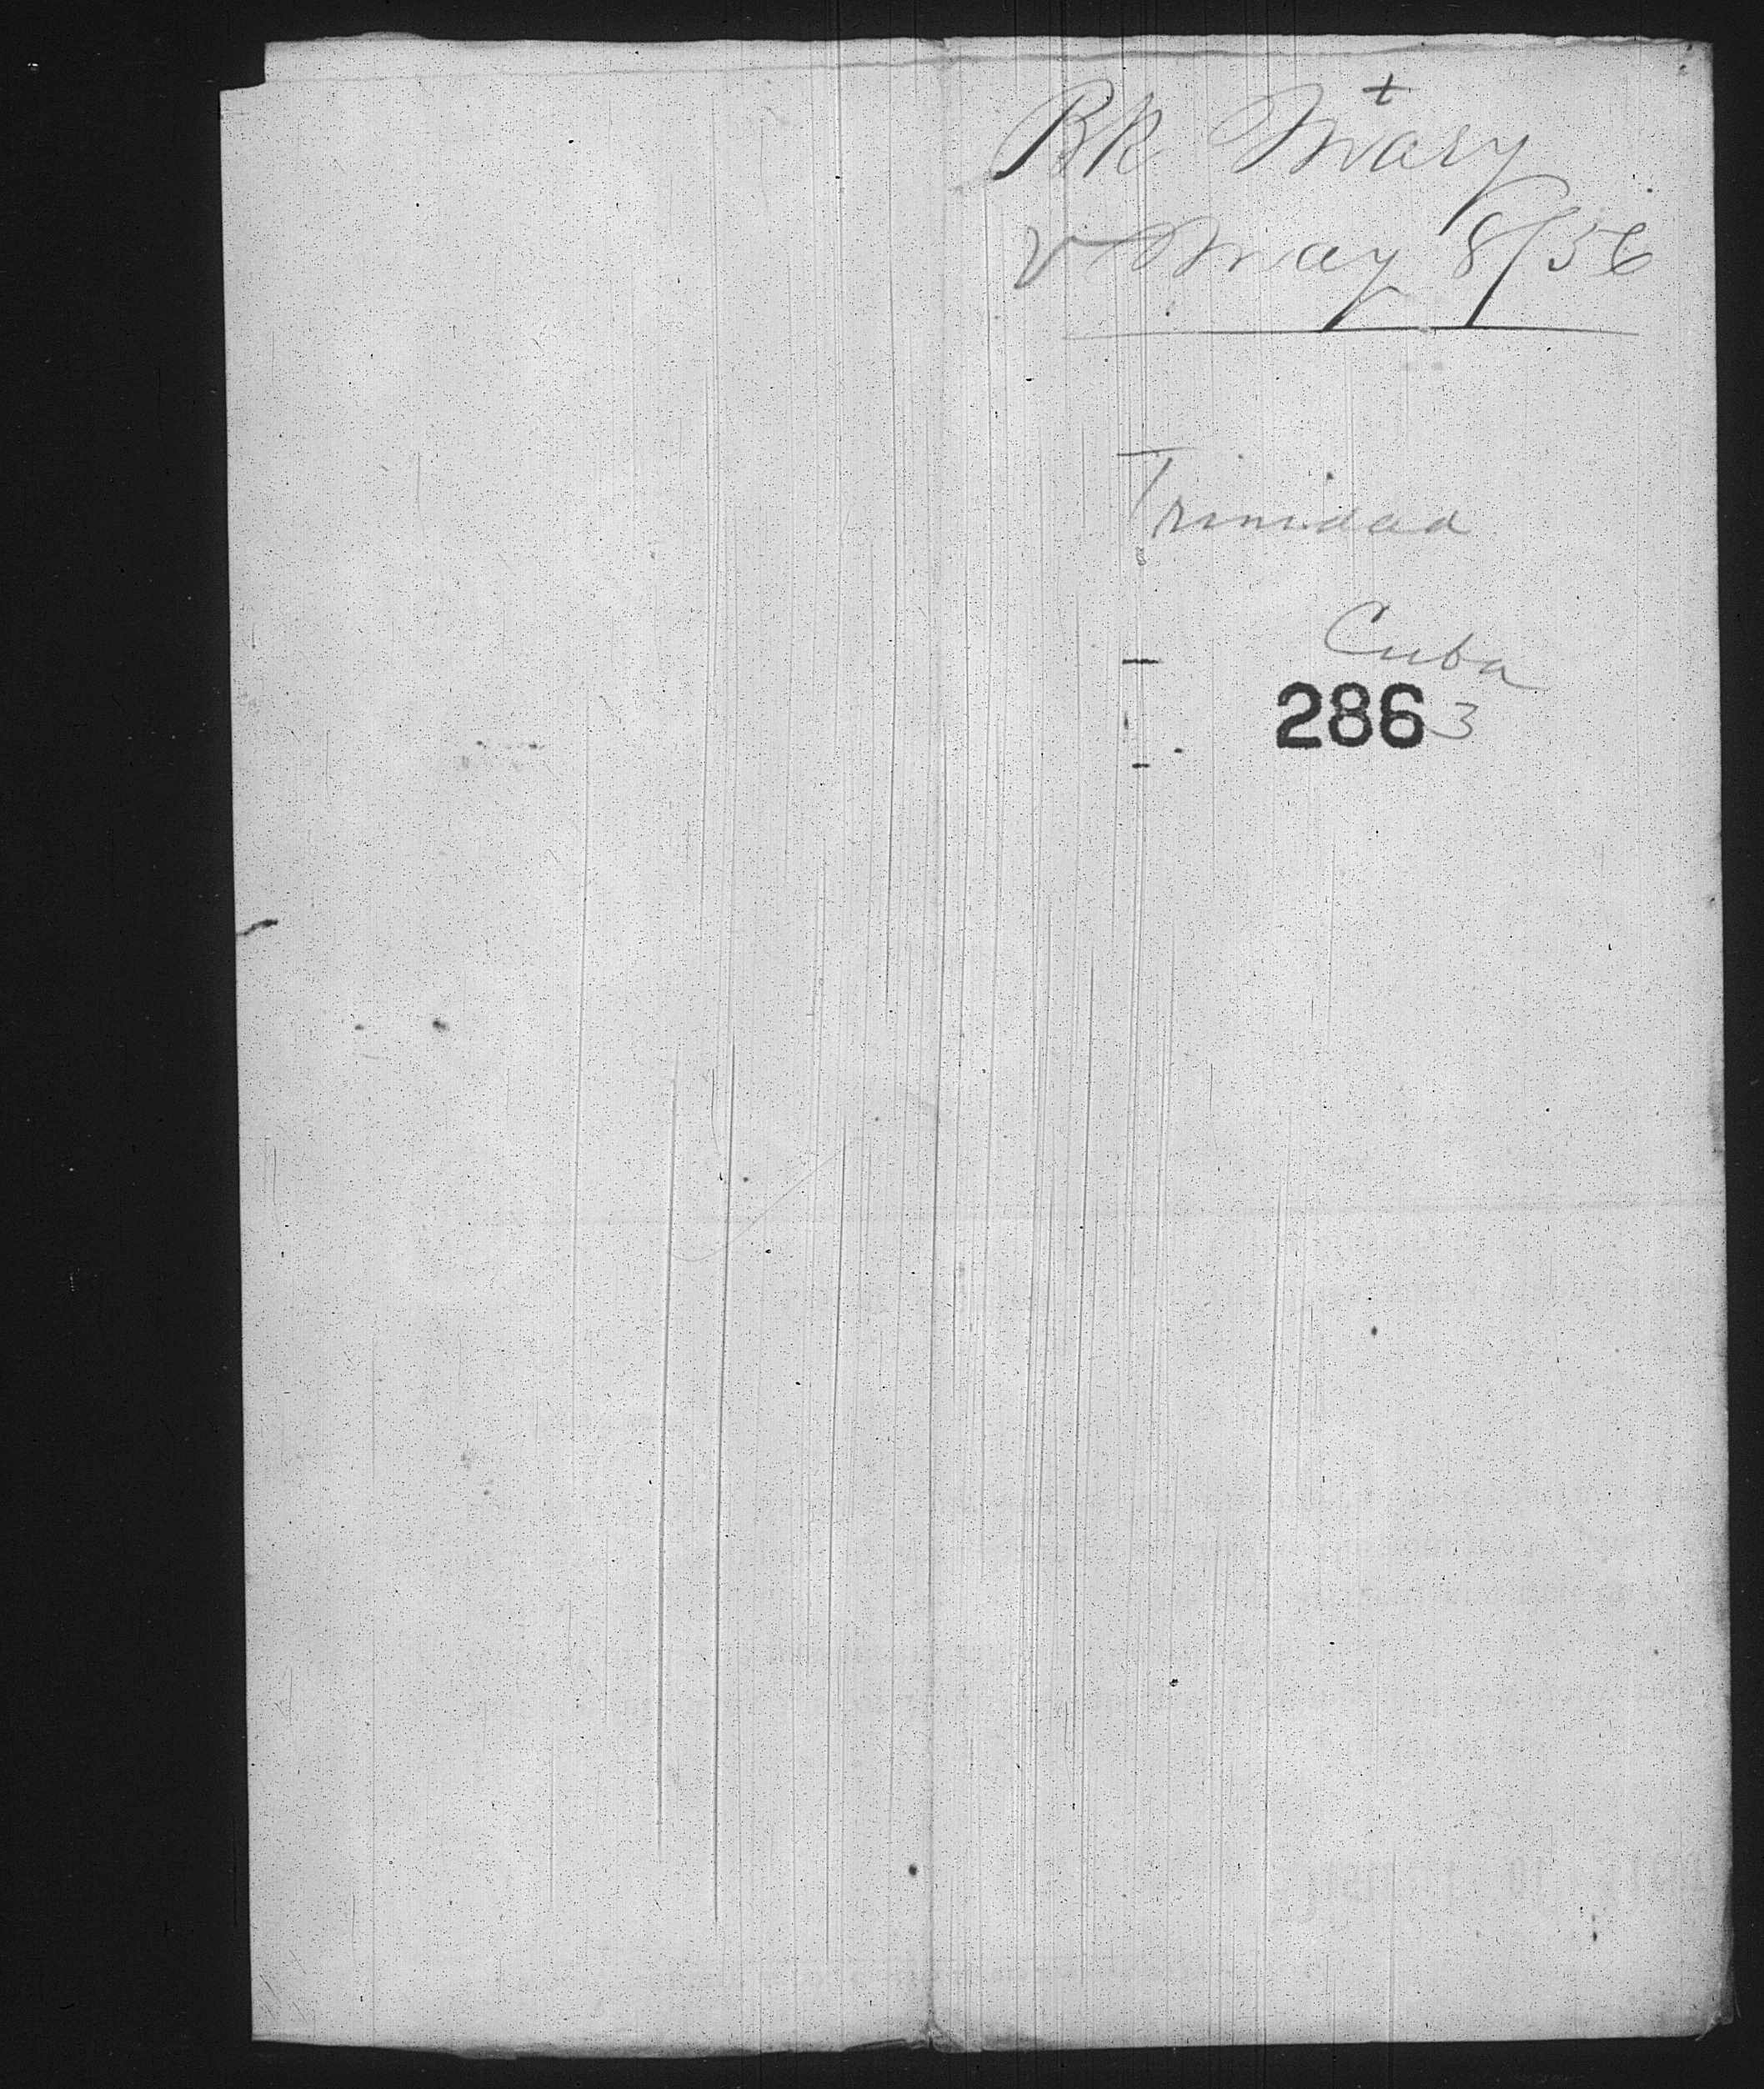 +
Bk Mary
v May 8/56
Trinidad
Cuba
2863